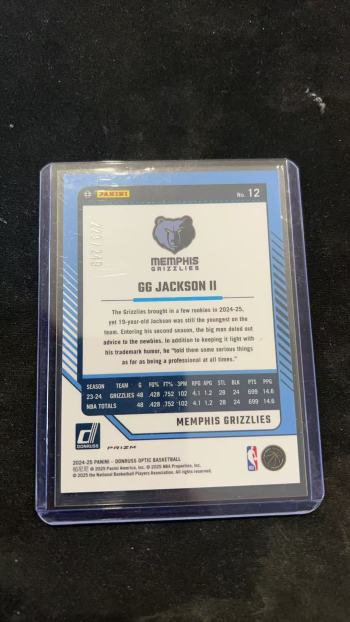 PANINI
No. 12
MEMPHIS
GRIZZLIES
GG JACKSON II
The Grizzlies brought in a few rookies in 2024-25,
yet 19-year-old Jackson was still the youngest on the
team. Entering his second season, the big man doled out
advice to the newbies. In addition to keeping it light with
his trademark humor, he "told them some serious things
as far as being a professional at all times."
SEASON TEAM G FG% FT% 3PM RPG APG STL BLK PTS PPG
23-24 GRIZZLIES 48 .428 .752 102 4.1 1.2 28 24 699 14.6
NBA TOTALS 48 .428 .752 102 4.1 1.2 28 24 699 14.6
MEMPHIS GRIZZLIES
DONRUSS
PRIZM
2024-25 PANINI – DONRUSS OPTIC BASKETBALL
© 2025 Panini America, Inc. © 2025 NBA Properties, Inc.
© 2025 the National Basketball Players Association. All rights reserved.
NBA